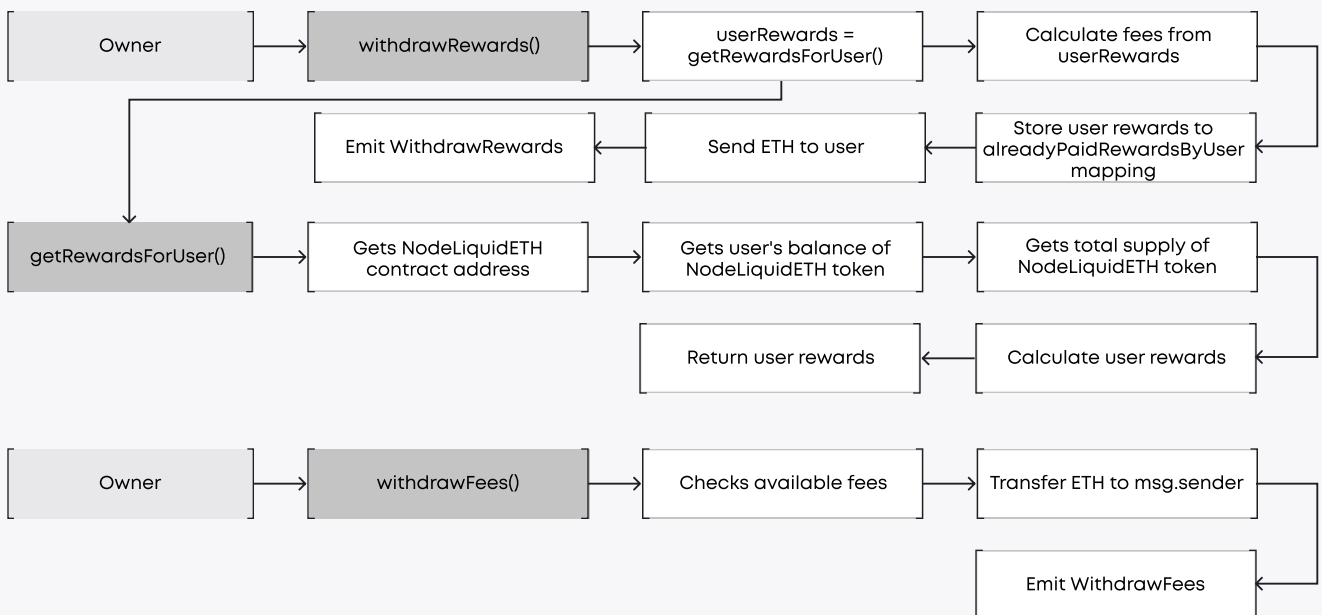 Owner
withdrawRewards()
userRewards =
getRewardsForUser()
Calculate fees from
userRewards
Store user rewards to
alreadyPaidRewardsByUser
mapping
Send ETH to user
Emit WithdrawRewards
getRewardsForUser()
Gets NodeLiquidETH
contract address
Gets user's balance of
NodeLiquidETH token
Gets total supply of
NodeLiquidETH token
Calculate user rewards
Return user rewards
Owner
withdrawFees()
Checks available fees
Transfer ETH to msg.sender
Emit WithdrawFees